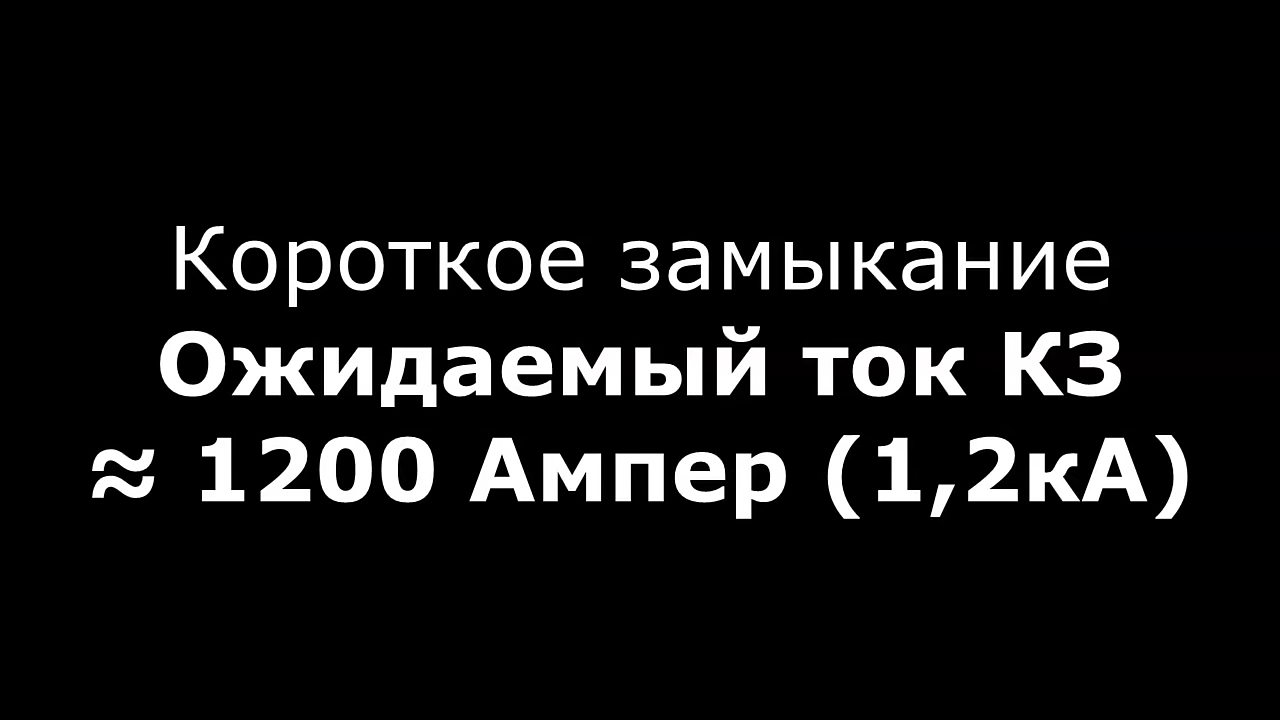 Короткое замыкание
Ожидаемый ток КЗ
≈ 1200 Ампер (1,2кА)